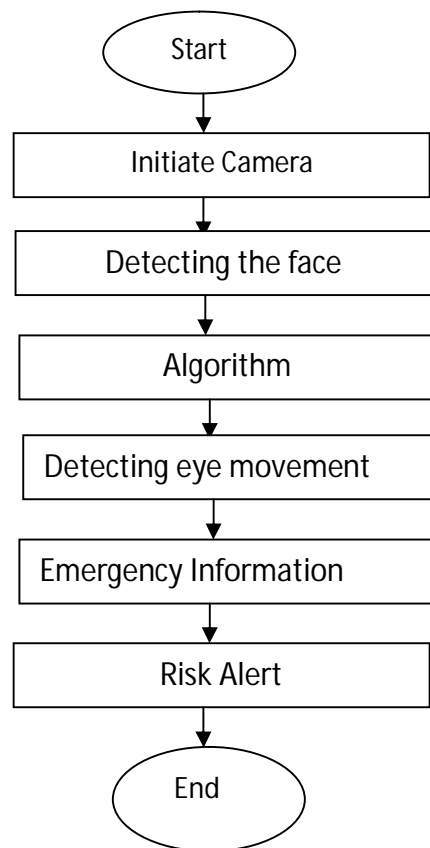 Start
Initiate Camera
Detecting the face
Algorithm
Detecting eye movement
Emergency Information
Risk Alert
End